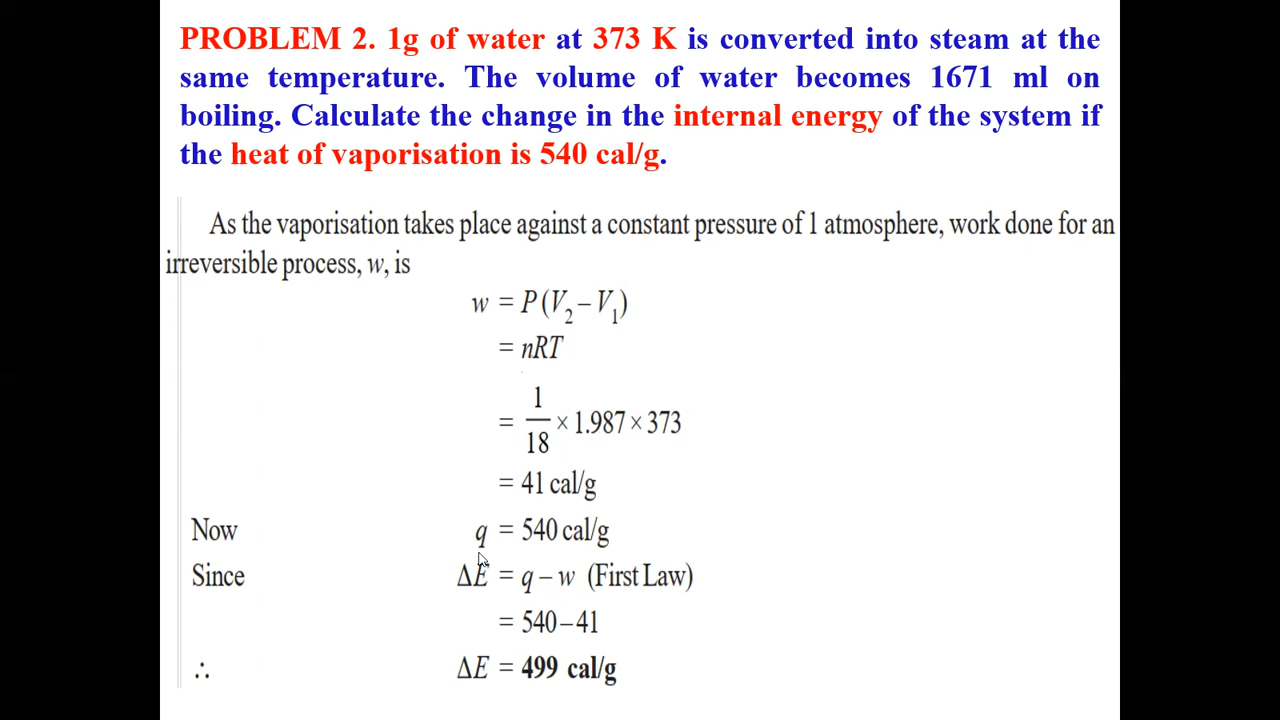 PROBLEM 2. 1g of water at 373 K is converted into steam at the
same temperature. The volume of water becomes 1671 ml on
boiling. Calculate the change in the internal energy of the system if
the heat of vaporisation is 540 cal/g.
As the vaporisation takes place against a constant pressure of 1 atmosphere, work done for an
irreversible process, w, is
w = P(V₂ – V₁)
= nRT
= 1/18 × 1.987 × 373
= 41 cal/g
Now q = 540 cal/g
Since ΔE = q – w (First Law)
= 540 – 41
∴ ΔE = 499 cal/g